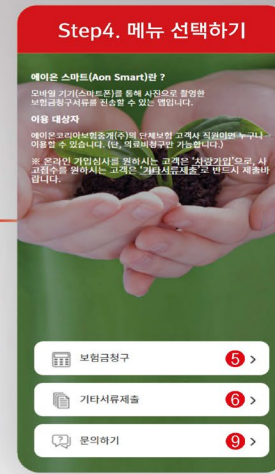 Step4. 메뉴 선택하기
에이온 스마트(Aon Smart)란 ?
모바일 기기(스마트폰)를 통해 사진으로 촬영한
보험금청구서류를 전송할 수 있는 앱입니다.
이용 대상자
에이온코리아보험중개(주)의 단체보험 고객사 직원이면 누구나
이용할 수 있습니다. (단, 의료비청구만 가능합니다.)
※ 온라인 가입심사를 원하시는 고객은 '차량가입'으로, 사
고접수를 원하시는 고객은 '기타서류제출'로 반드시 제출바
랍니다.
보험금청구 5 >
기타서류제출 6 >
문의하기 9 >